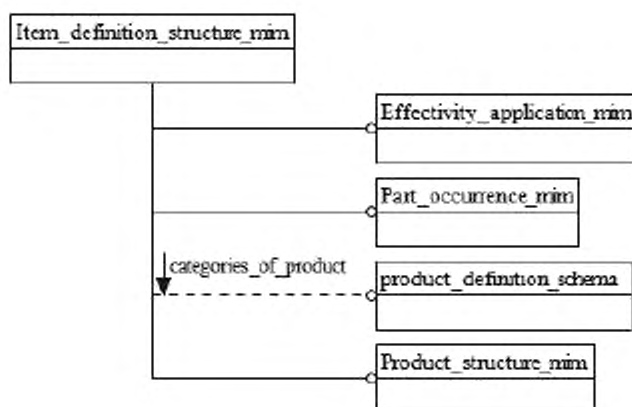 Item_definition_structure_mim
Effectivity_application_mim
Part_occurrence_mim
categories_of_product
product_definition_schema
Product_structure_mim